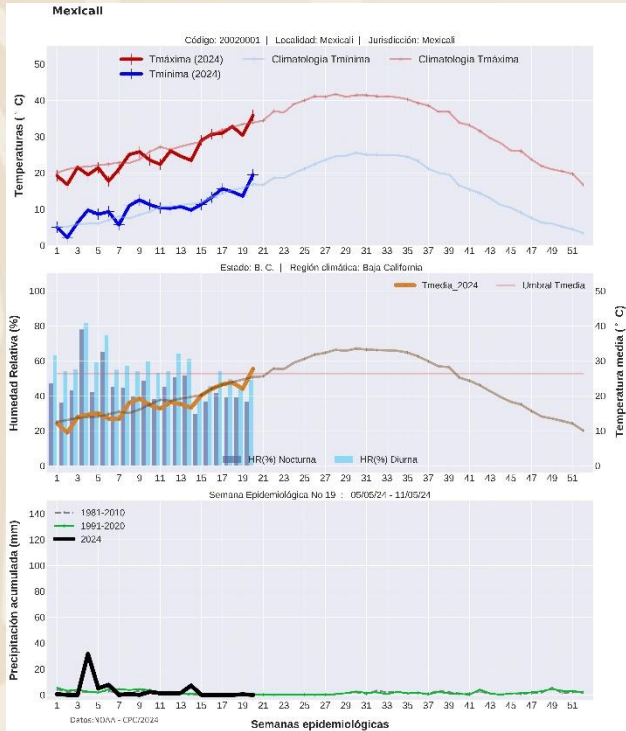 Mexicali
Código: 20020001 | Localidad: Mexicali | Jurisdicción: Mexicali
Tmáxima (2024)
Tmínima (2024)
Climatología Tmínima
Climatología Tmáxima
Temperaturas (° C)
50
40
30
20
10
0
1 3 5 7 9 11 13 15 17 19 21 23 25 27 29 31 33 35 37 39 41 43 45 47 49 51
Estado: B. C. | Región climática: Baja California
Tmedia_2024
Umbral Tmedia
Humedad Relativa (%)
100
80
60
40
20
0
Temperatura media (° C)
50
40
30
20
10
0
HR(%) Nocturna
HR(%) Diurna
1 3 5 7 9 11 13 15 17 19 21 23 25 27 29 31 33 35 37 39 41 43 45 47 49 51
Semana Epidemiológica No 19 : 05/05/24 - 11/05/24
1981-2010
1991-2020
2024
Precipitación acumulada (mm)
140
120
100
80
60
40
20
0
1 3 5 7 9 11 13 15 17 19 21 23 25 27 29 31 33 35 37 39 41 43 45 47 49 51
Datos:NOAA - CPC/2024
Semanas epidemiológicas